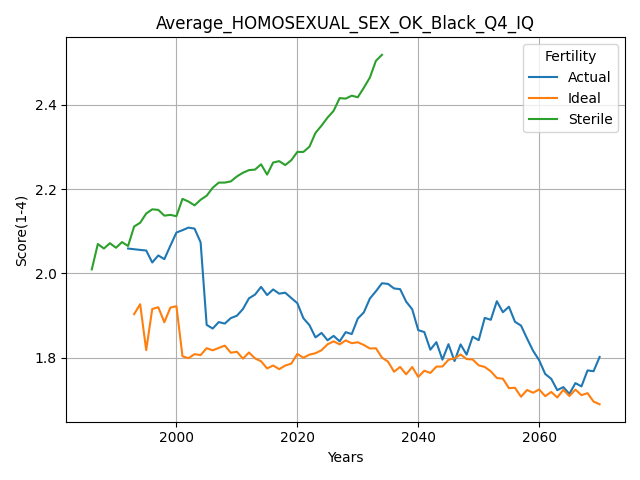 Average_HOMOSEXUAL_SEX_OK_Black_Q4_IQ
Fertility
Actual
Ideal
Sterile
Score(1-4)
2.4
2.2
2.0
1.8
2000
2020
2040
2060
Years